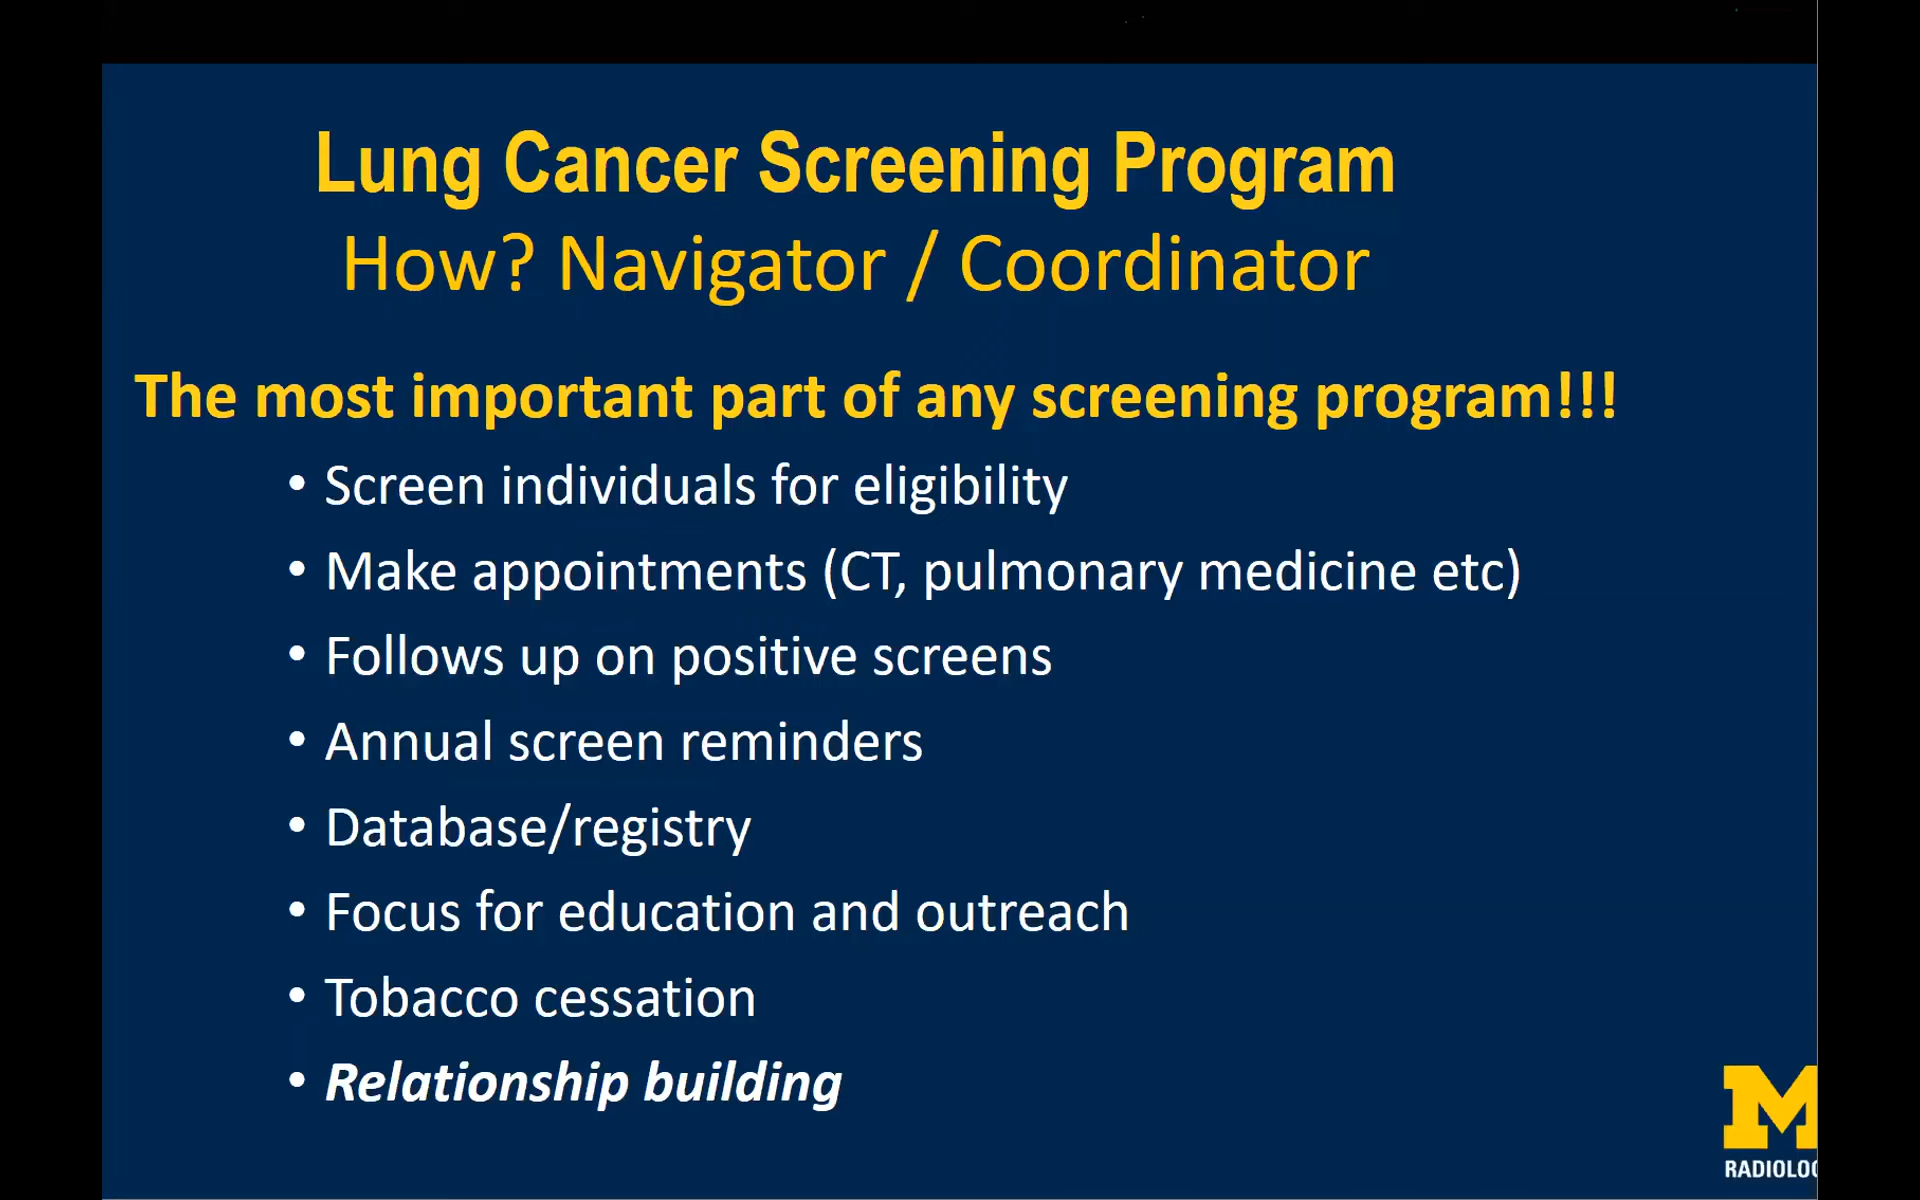 Lung Cancer Screening Program
How? Navigator / Coordinator
The most important part of any screening program!!!
• Screen individuals for eligibility
• Make appointments (CT, pulmonary medicine etc)
• Follows up on positive screens
• Annual screen reminders
• Database/registry
• Focus for education and outreach
• Tobacco cessation
• Relationship building
M
RADIOLOG